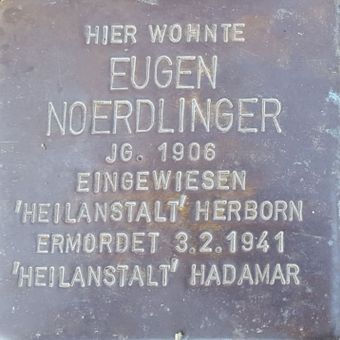 HIER WOHNTE
EUGEN
NOERDLINGER
JG. 1906
EINGEWIESEN
'HEILANSTALT' HERBORN
ERMORDET 3.2.1941
'HEILANSTALT' HADAMAR